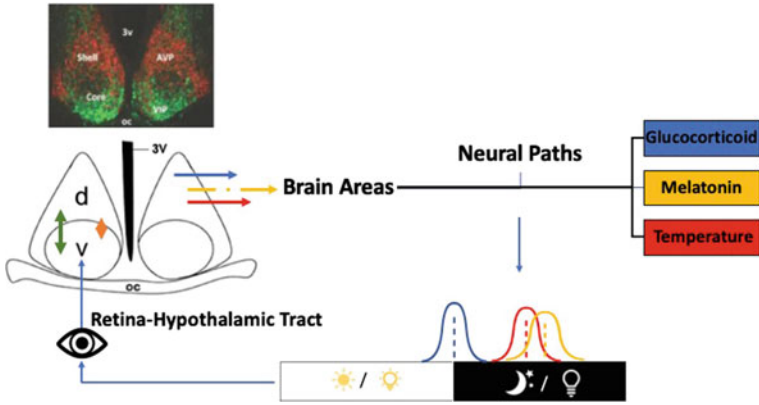 3v
Shell
AVP
Core
VIP
oc
3V
d
v
oc
Brain Areas
Neural Paths
Glucocorticoid
Melatonin
Temperature
Retina-Hypothalamic Tract
/
/